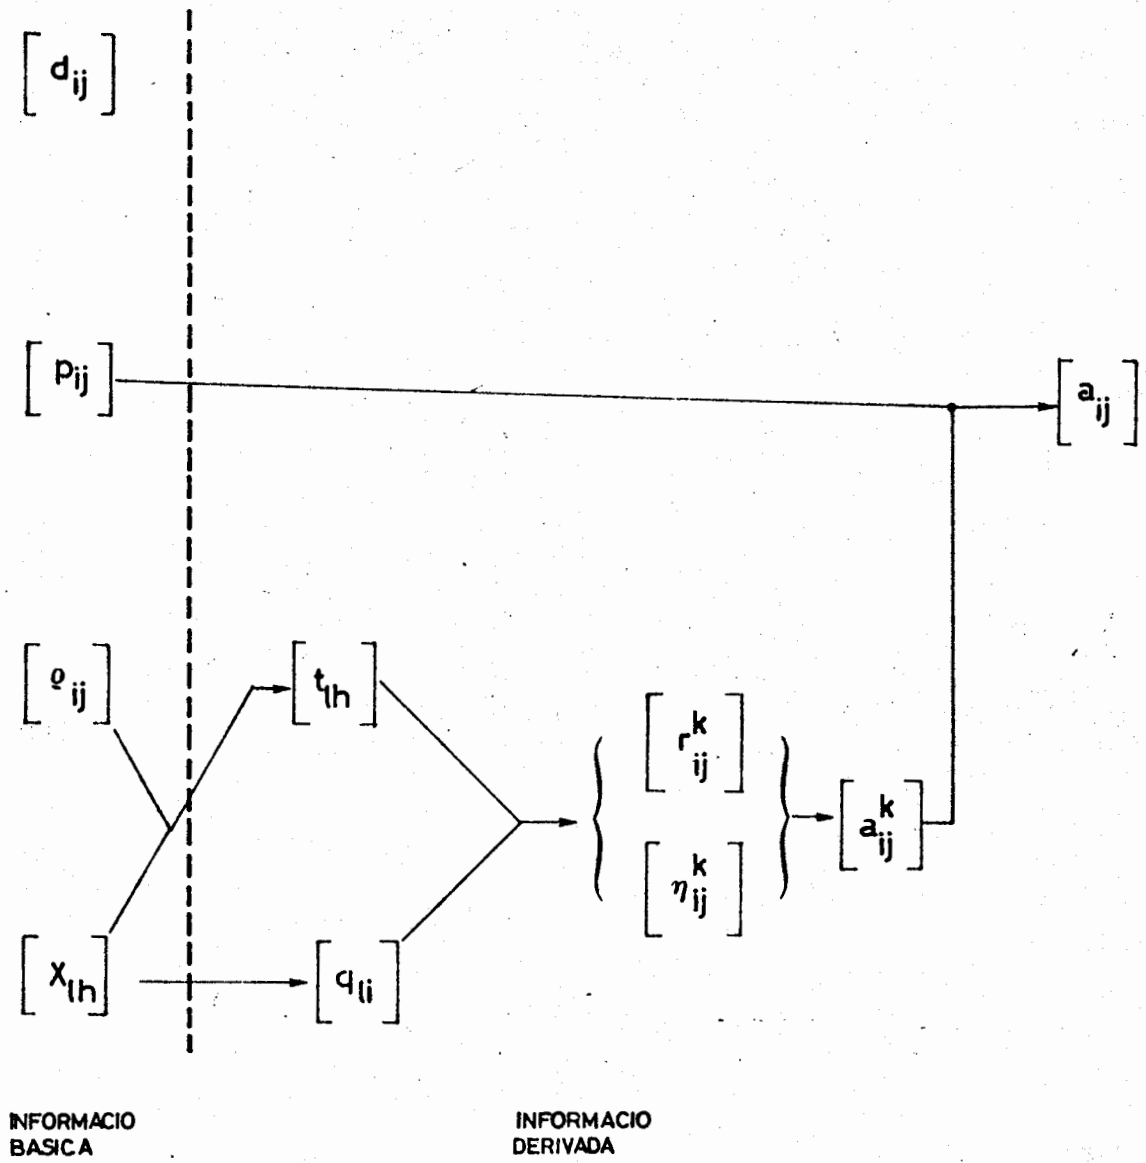 [ d_ij ]
[ p_ij ]
[ a_ij ]
[ ϱ_ij ]
[ t_lh ]
[ r^k_ij ]
[ a^k_ij ]
[ η^k_ij ]
[ X_lh ]
[ q_li ]
INFORMACIO
BASICA
INFORMACIO
DERIVADA